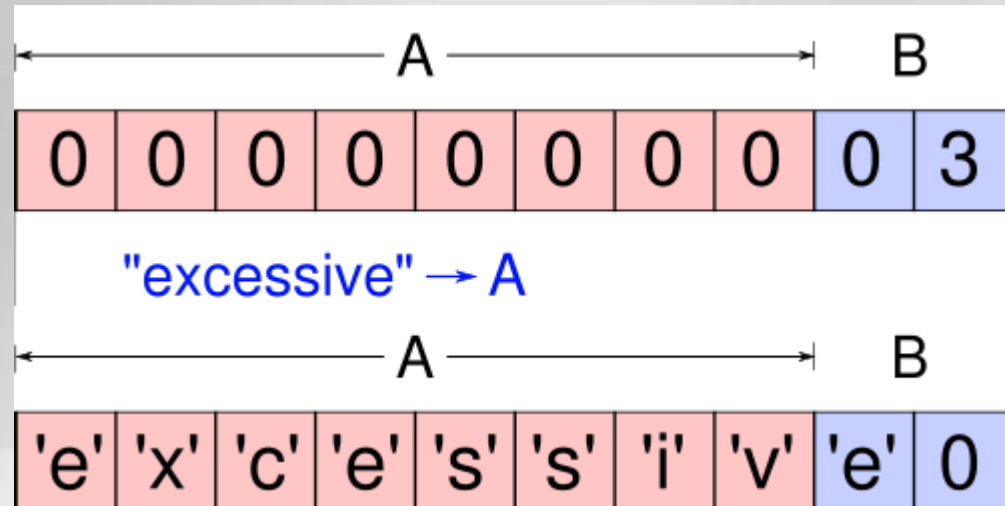 A B
0 0 0 0 0 0 0 0 0 3
"excessive" → A
A B
'e' 'x' 'c' 'e' 's' 's' 'i' 'v' 'e' 0